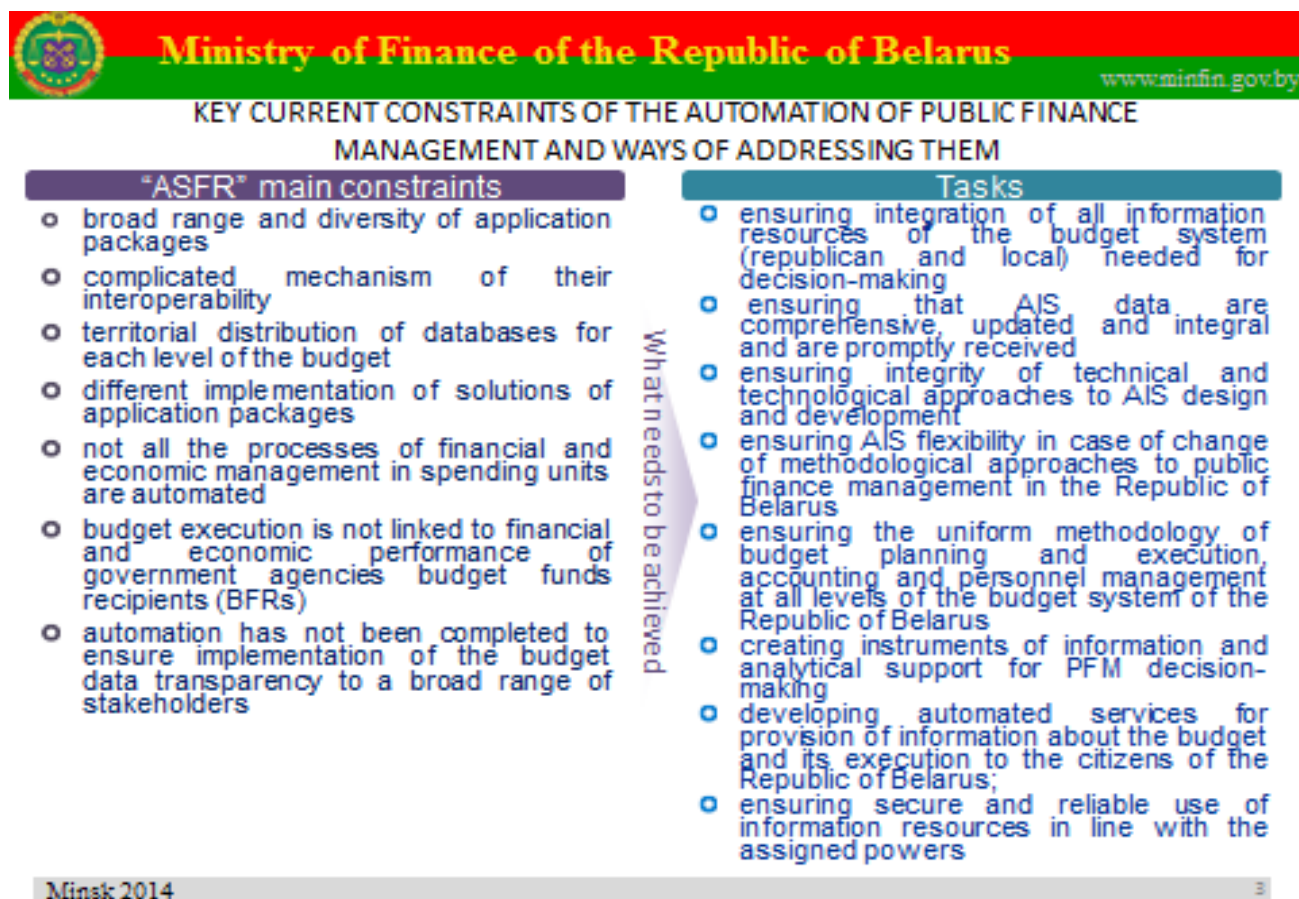 Ministry of Finance of the Republic of Belarus
www.minfin.gov.by
KEY CURRENT CONSTRAINTS OF THE AUTOMATION OF PUBLIC FINANCE
MANAGEMENT AND WAYS OF ADDRESSING THEM
“ASFR” main constraints
broad range and diversity of application
packages
complicated mechanism of their
interoperability
territorial distribution of databases for
each level of the budget
different implementation of solutions of
application packages
not all the processes of financial and
economic management in spending units
are automated
budget execution is not linked to financial
and economic performance of
government agencies budget funds
recipients (BFRs)
automation has not been completed to
ensure implementation of the budget
data transparency to a broad range of
stakeholders
What needs to be achieved
Tasks
ensuring integration of all information
resources of the budget system
(republican and local) needed for
decision-making
ensuring that AIS data are
comprehensive, updated and integral
and are promptly received
ensuring integrity of technical and
technological approaches to AIS design
and development
ensuring AIS flexibility in case of change
of methodological approaches to public
finance management in the Republic of
Belarus
ensuring the uniform methodology of
budget planning and execution,
accounting and personnel management
at all levels of the budget system of the
Republic of Belarus
creating instruments of information and
analytical support for PFM decision-
making
developing automated services for
provision of information about the budget
and its execution to the citizens of the
Republic of Belarus;
ensuring secure and reliable use of
information resources in line with the
assigned powers
Minsk 2014
3